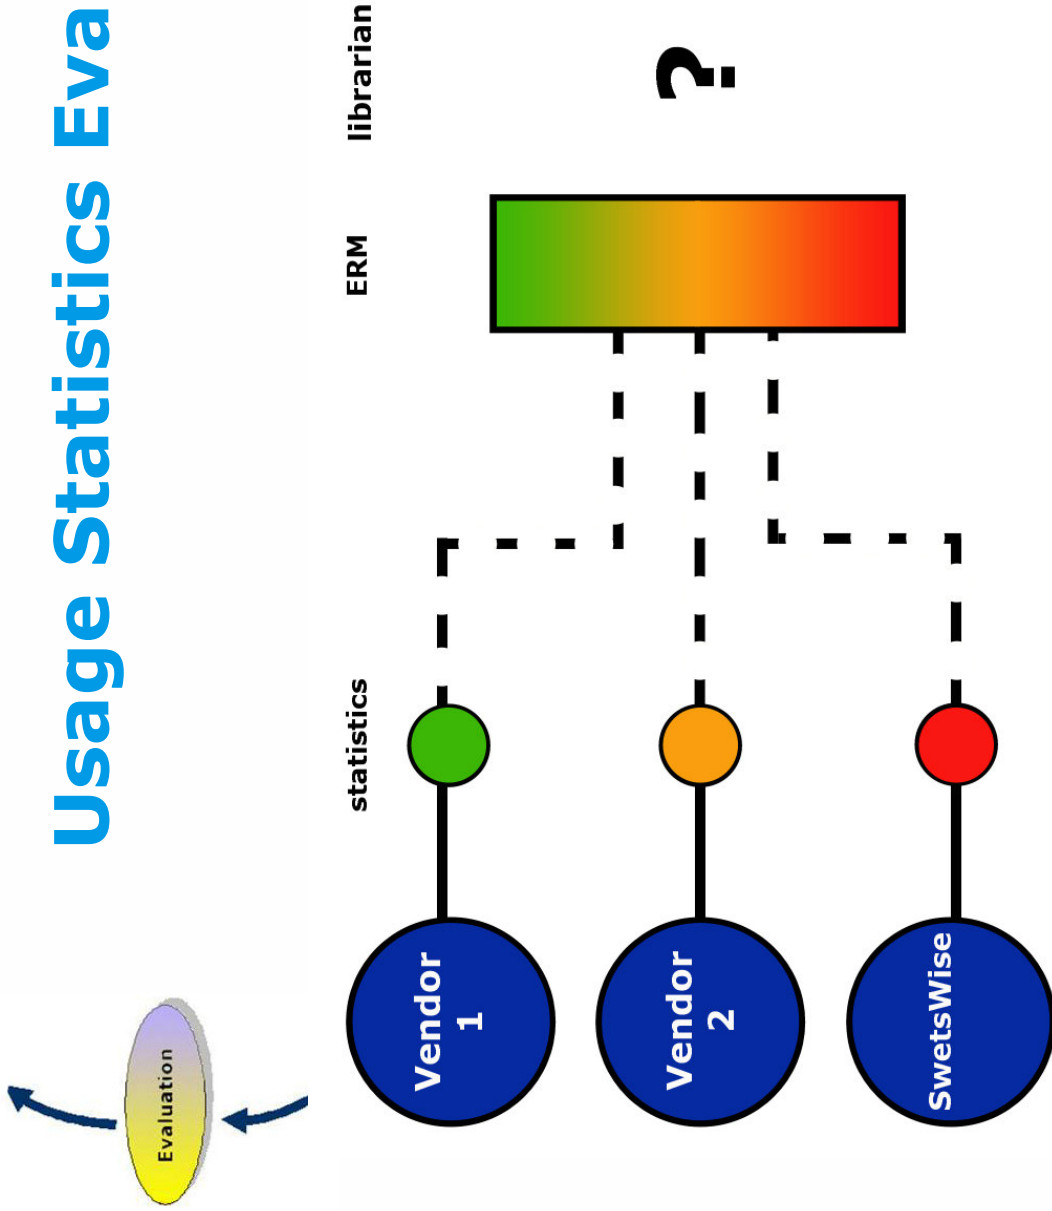 Usage Statistics Eva
Evaluation
statistics
ERM
librarian
Vendor
1
Vendor
2
SwetsWise
?